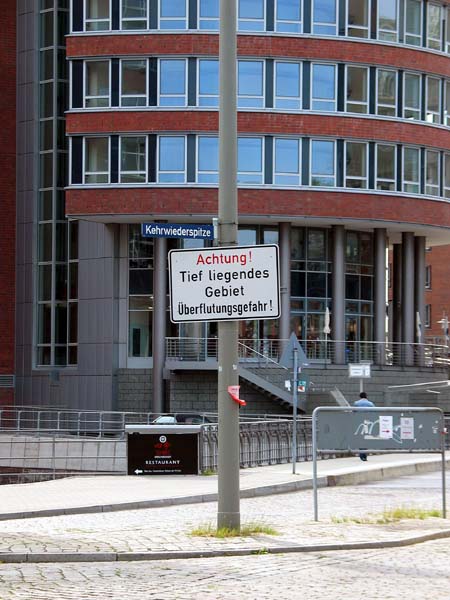 Kehrwiederspitze
Achtung!
Tief liegendes
Gebiet
Überflutungsgefahr!
RESTAURANT